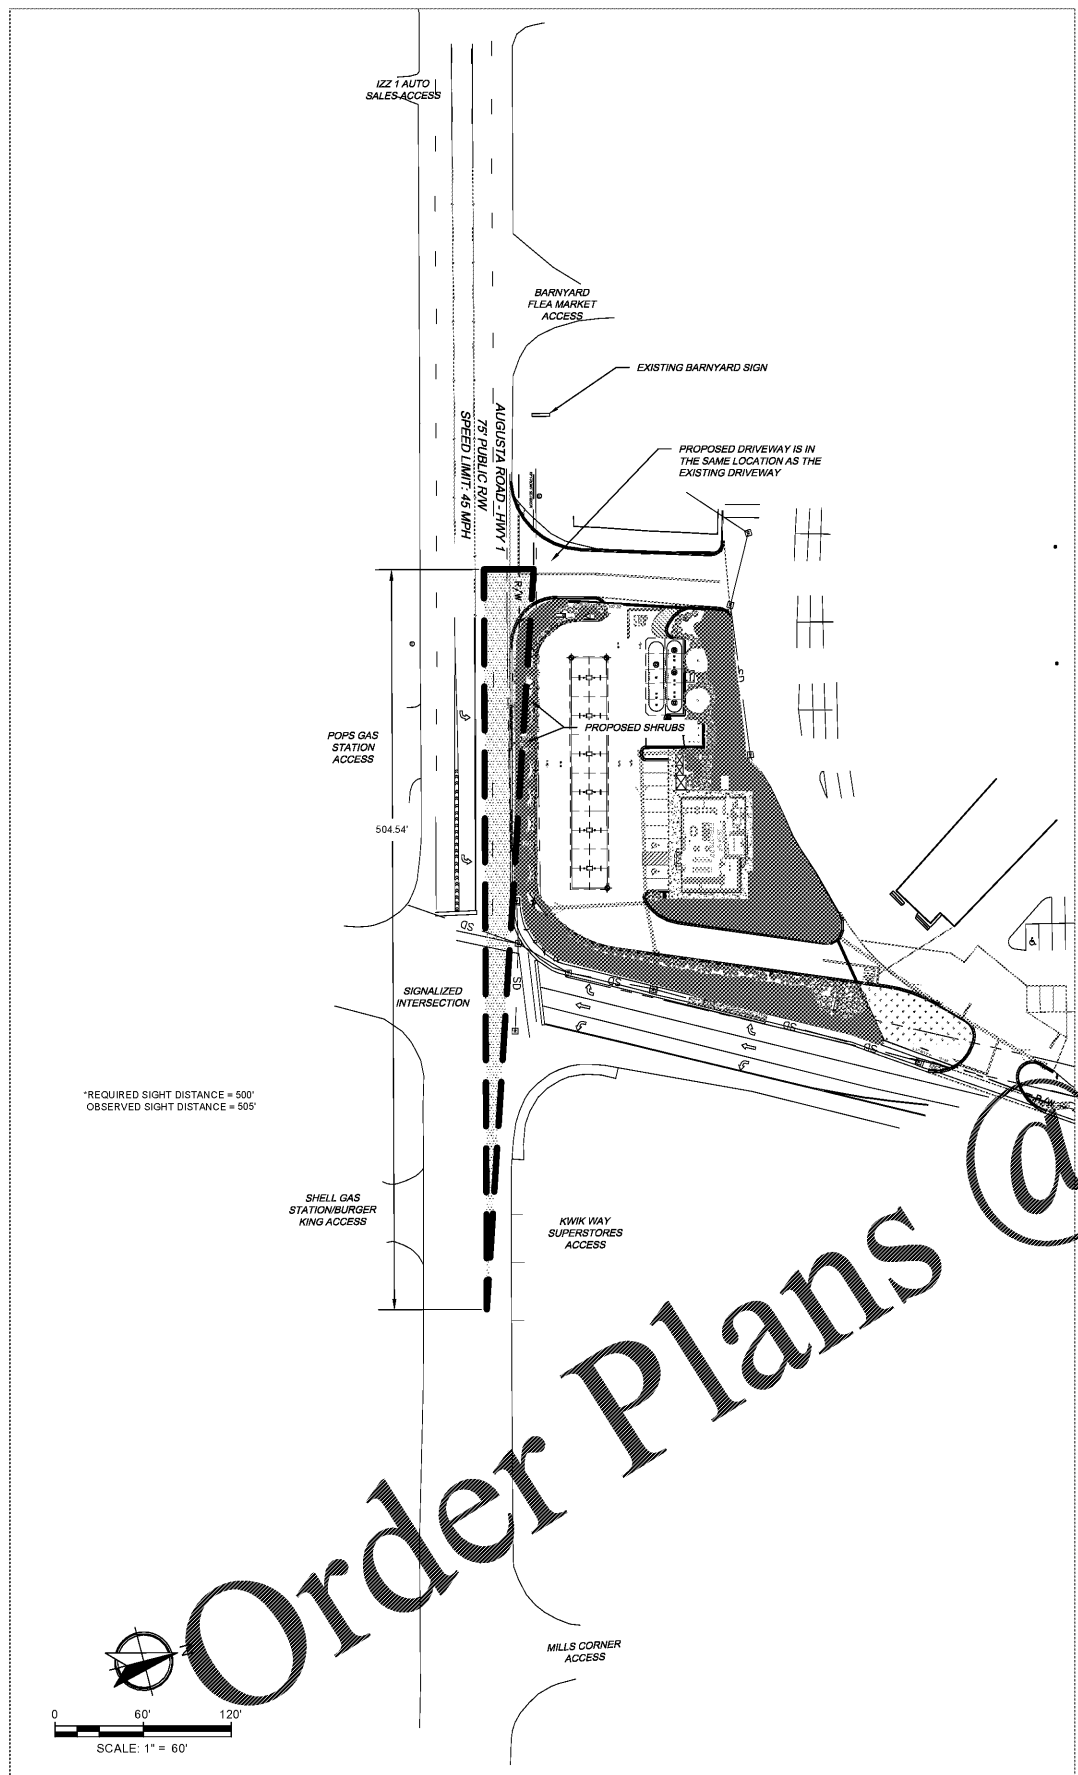 IZZ 1 AUTO
SALES ACCESS
BARNYARD
FLEA MARKET
ACCESS
EXISTING BARNYARD SIGN
AUGUSTA ROAD - HWY 1
75' PUBLIC R/W
SPEED LIMIT: 45 MPH
PROPOSED DRIVEWAY IS IN
THE SAME LOCATION AS THE
EXISTING DRIVEWAY
R/W
SD
PROPOSED SHRUBS
POPS GAS
STATION
ACCESS
504.54'
SD
SD
SIGNALIZED
INTERSECTION
SD
SD
SD
SD
R/W
*REQUIRED SIGHT DISTANCE = 500'
OBSERVED SIGHT DISTANCE = 505'
SHELL GAS
STATION/BURGER
KING ACCESS
KWIK WAY
SUPERSTORES
ACCESS
Order Plans @
MILLS CORNER
ACCESS
N
0 60' 120'
SCALE: 1" = 60'